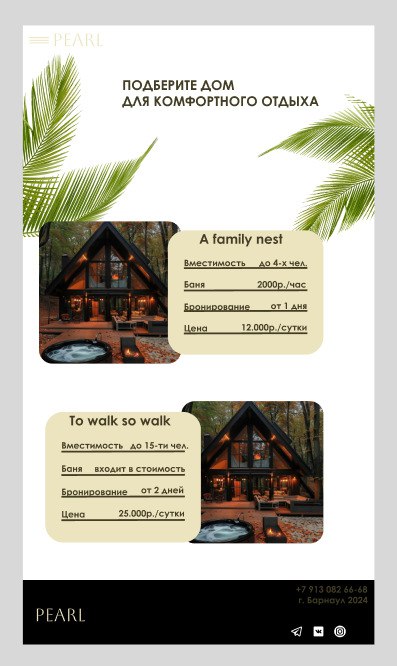 PEARL
ПОДБЕРИТЕ ДОМ
ДЛЯ КОМФОРТНОГО ОТДЫХА
A family nest
Вместимость до 4-х чел.
Баня 2000р./час
Бронирование от 1 дня
Цена 12.000р./сутки
To walk so walk
Вместимость до 15-ти чел.
Баня входит в стоимость
Бронирование от 2 дней
Цена 25.000р./сутки
+7 913 082 66-68
г. Барнаул 2024
PEARL